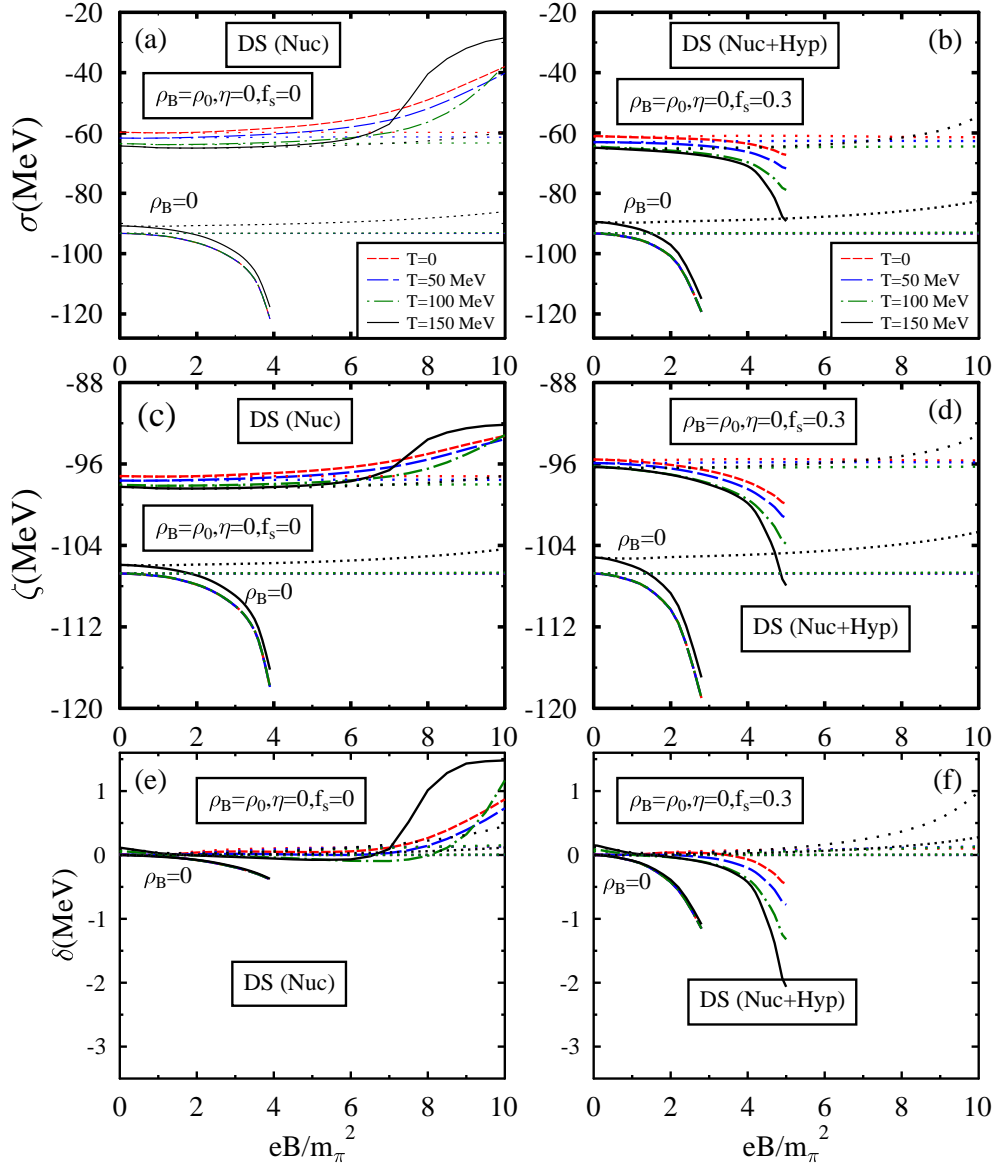 (a)
DS (Nuc)
ρB=ρ0,η=0,fs=0
ρB=0
T=0
T=50 MeV
T=100 MeV
T=150 MeV
σ(MeV)
-20
-40
-60
-80
-100
-120
0 2 4 6 8 10
(b)
DS (Nuc+Hyp)
ρB=ρ0,η=0,fs=0.3
ρB=0
T=0
T=50 MeV
T=100 MeV
T=150 MeV
-20
-40
-60
-80
-100
-120
0 2 4 6 8 10
(c)
DS (Nuc)
ρB=ρ0,η=0,fs=0
ρB=0
ζ(MeV)
-88
-96
-104
-112
-120
0 2 4 6 8 10
(d)
ρB=ρ0,η=0,fs=0.3
ρB=0
DS (Nuc+Hyp)
-88
-96
-104
-112
-120
0 2 4 6 8 10
(e)
ρB=ρ0,η=0,fs=0
ρB=0
DS (Nuc)
δ(MeV)
1
0
-1
-2
-3
0 2 4 6 8 10
eB/mπ²
(f)
ρB=ρ0,η=0,fs=0.3
ρB=0
DS (Nuc+Hyp)
1
0
-1
-2
-3
0 2 4 6 8 10
eB/mπ²